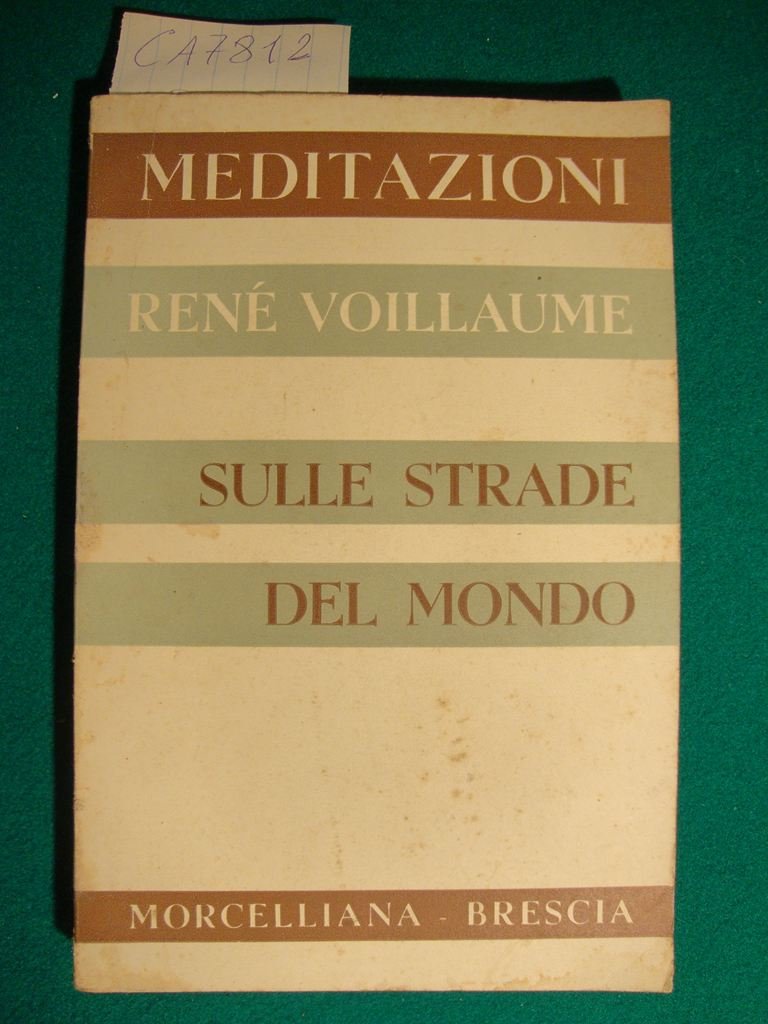 CA7812
MEDITAZIONI
RENÉ VOILLAUME
SULLE STRADE
DEL MONDO
MORCELLIANA - BRESCIA